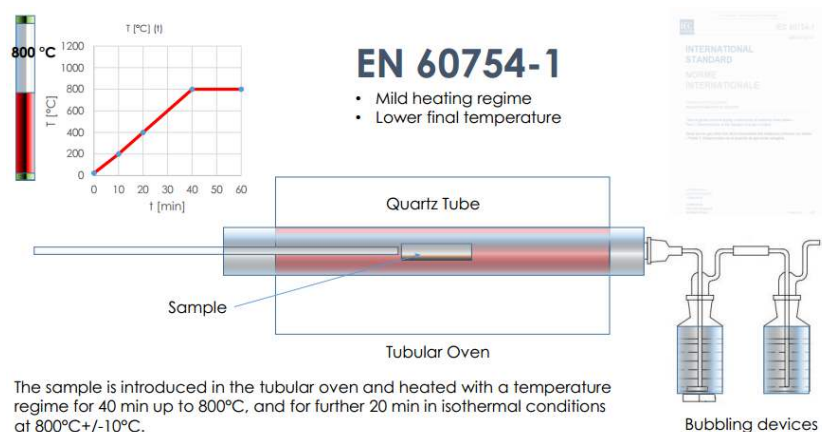 T [°C] (t)
800 °C
1200
1000
800
600
400
200
0
T [°C]
0 10 20 30 40 50 60
t [min]
EN 60754-1
• Mild heating regime
• Lower final temperature
INTERNATIONAL
STANDARD
NORME
INTERNATIONALE
Quartz Tube
Sample
Tubular Oven
The sample is introduced in the tubular oven and heated with a temperature
regime for 40 min up to 800°C, and for further 20 min in isothermal conditions
at 800°C+/-10°C.
Bubbling devices